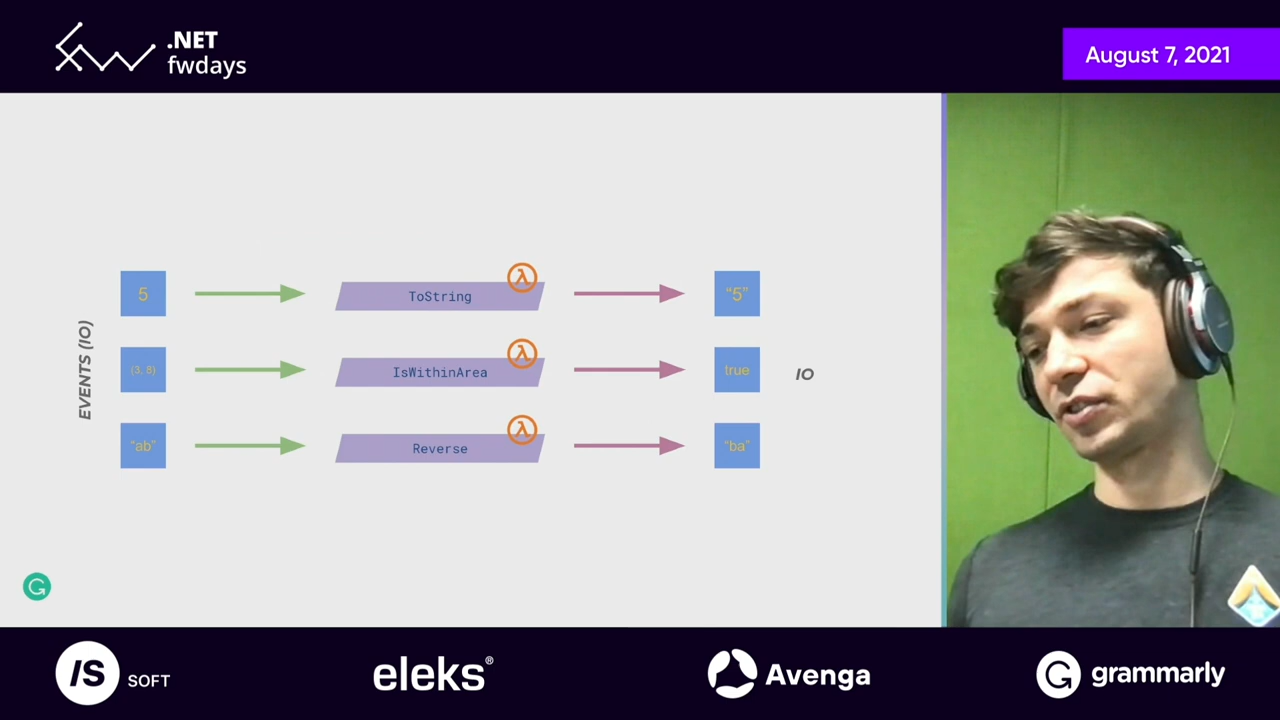 .NET
fwdays
August 7, 2021
EVENTS (IO)
5
λ
ToString
“5”
(3, 8)
λ
IsWithinArea
true
IO
“ab”
λ
Reverse
“ba”
IS SOFT
eleks®
Avenga
grammarly